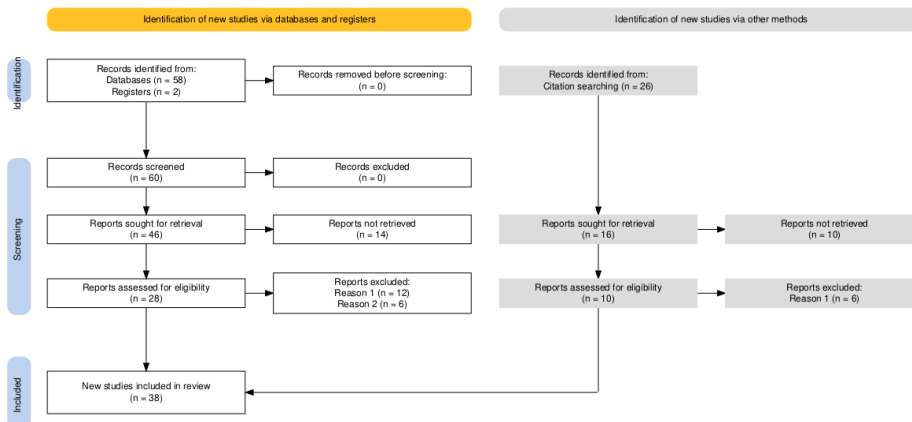 Identification of new studies via databases and registers
Identification of new studies via other methods
Identification
Records identified from:
Databases (n = 58)
Registers (n = 2)
Records removed before screening:
(n = 0)
Records identified from:
Citation searching (n = 26)
Screening
Records screened
(n = 60)
Records excluded
(n = 0)
Reports sought for retrieval
(n = 46)
Reports not retrieved
(n = 14)
Reports sought for retrieval
(n = 16)
Reports not retrieved
(n = 10)
Reports assessed for eligibility
(n = 28)
Reports excluded:
Reason 1 (n = 12)
Reason 2 (n = 6)
Reports assessed for eligibility
(n = 10)
Reports excluded:
Reason 1 (n = 6)
Included
New studies included in review
(n = 38)